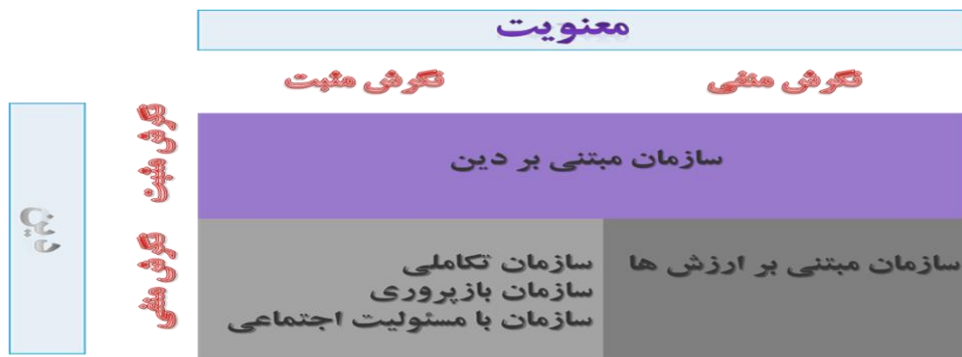 معنویت
نگرش منفی
نگرش مثبت
نگرش مثبت
سازمان مبتنی بر دین
دین
نگرش منفی
سازمان مبتنی بر ارزش ها
سازمان تکاملی
سازمان بازپروری
سازمان با مسئولیت اجتماعی